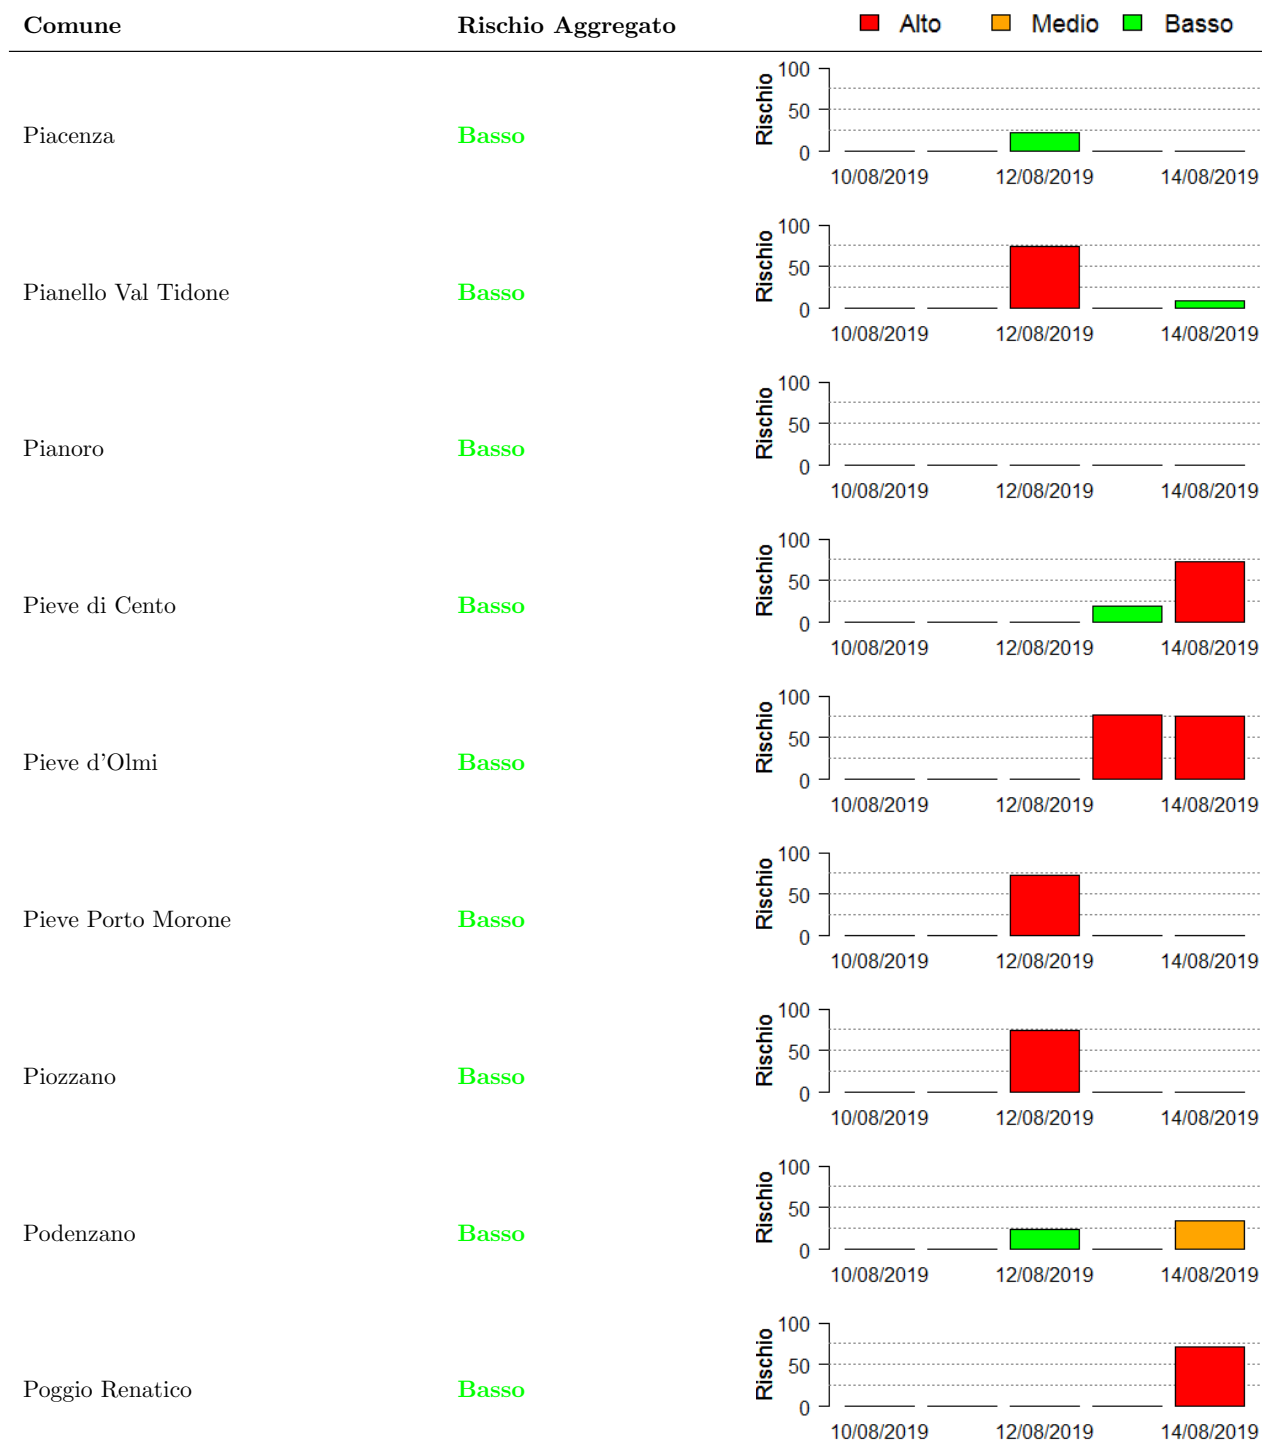 Comune Rischio Aggregato Alto Medio Basso
Piacenza Basso Rischio 100 50 0
10/08/2019 12/08/2019 14/08/2019
Pianello Val Tidone Basso Rischio 100 50 0
10/08/2019 12/08/2019 14/08/2019
Pianoro Basso Rischio 100 50 0
10/08/2019 12/08/2019 14/08/2019
Pieve di Cento Basso Rischio 100 50 0
10/08/2019 12/08/2019 14/08/2019
Pieve d'Olmi Basso Rischio 100 50 0
10/08/2019 12/08/2019 14/08/2019
Pieve Porto Morone Basso Rischio 100 50 0
10/08/2019 12/08/2019 14/08/2019
Piozzano Basso Rischio 100 50 0
10/08/2019 12/08/2019 14/08/2019
Podenzano Basso Rischio 100 50 0
10/08/2019 12/08/2019 14/08/2019
Poggio Renatico Basso Rischio 100 50 0
10/08/2019 12/08/2019 14/08/2019